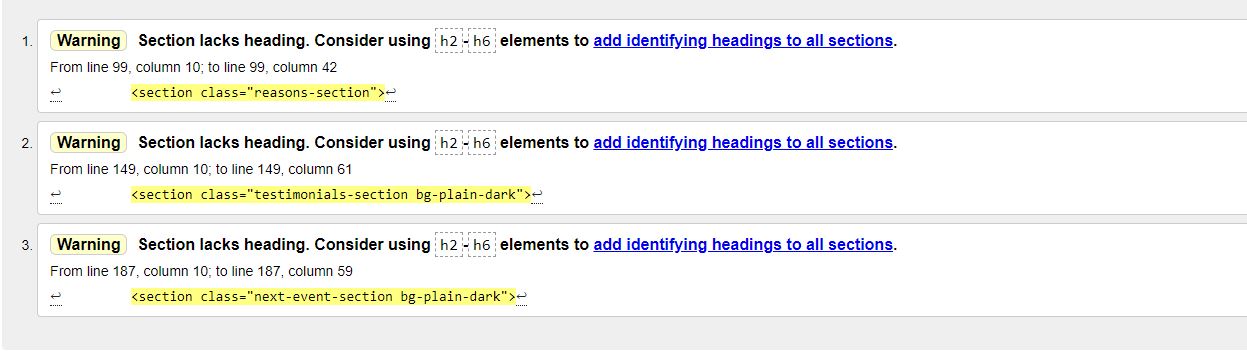 1. Warning Section lacks heading. Consider using h2-h6 elements to add identifying headings to all sections.
From line 99, column 10; to line 99, column 42
↩ <section class="reasons-section">↩
2. Warning Section lacks heading. Consider using h2-h6 elements to add identifying headings to all sections.
From line 149, column 10; to line 149, column 61
↩ <section class="testimonials-section bg-plain-dark">↩
3. Warning Section lacks heading. Consider using h2-h6 elements to add identifying headings to all sections.
From line 187, column 10; to line 187, column 59
↩ <section class="next-event-section bg-plain-dark">↩